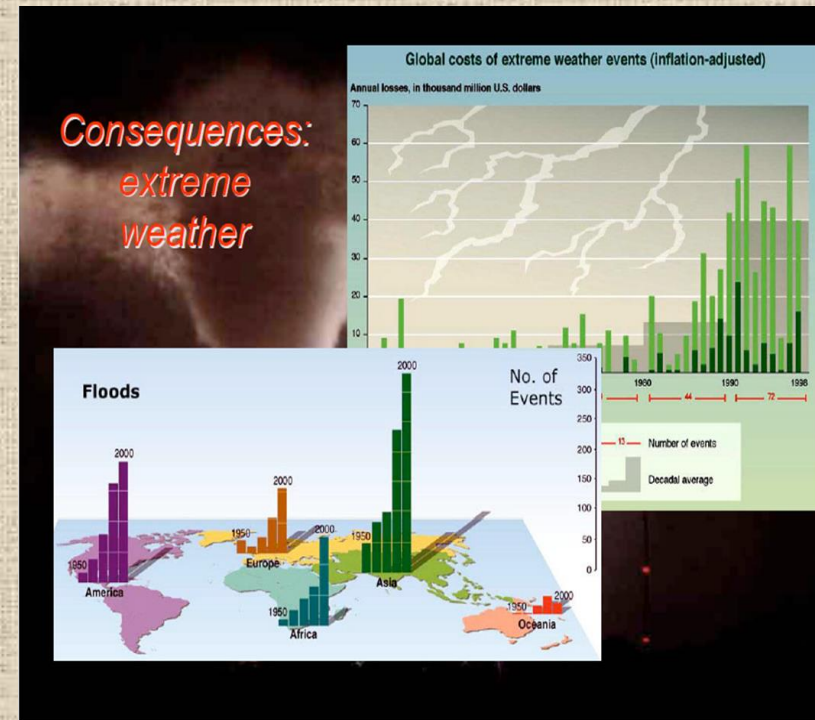 Consequences:
extreme
weather
Global costs of extreme weather events (inflation-adjusted)
Annual losses, in thousand million U.S. dollars
70
60
50
40
30
20
10
1980 1990 1998
44 72
13 Number of events
Decadal average
Floods
No. of
Events
350
300
250
200
150
100
50
0
1950 2000
America
1950 2000
Europe
1950 2000
Africa
1950 2000
Asia
1950 2000
Oceania